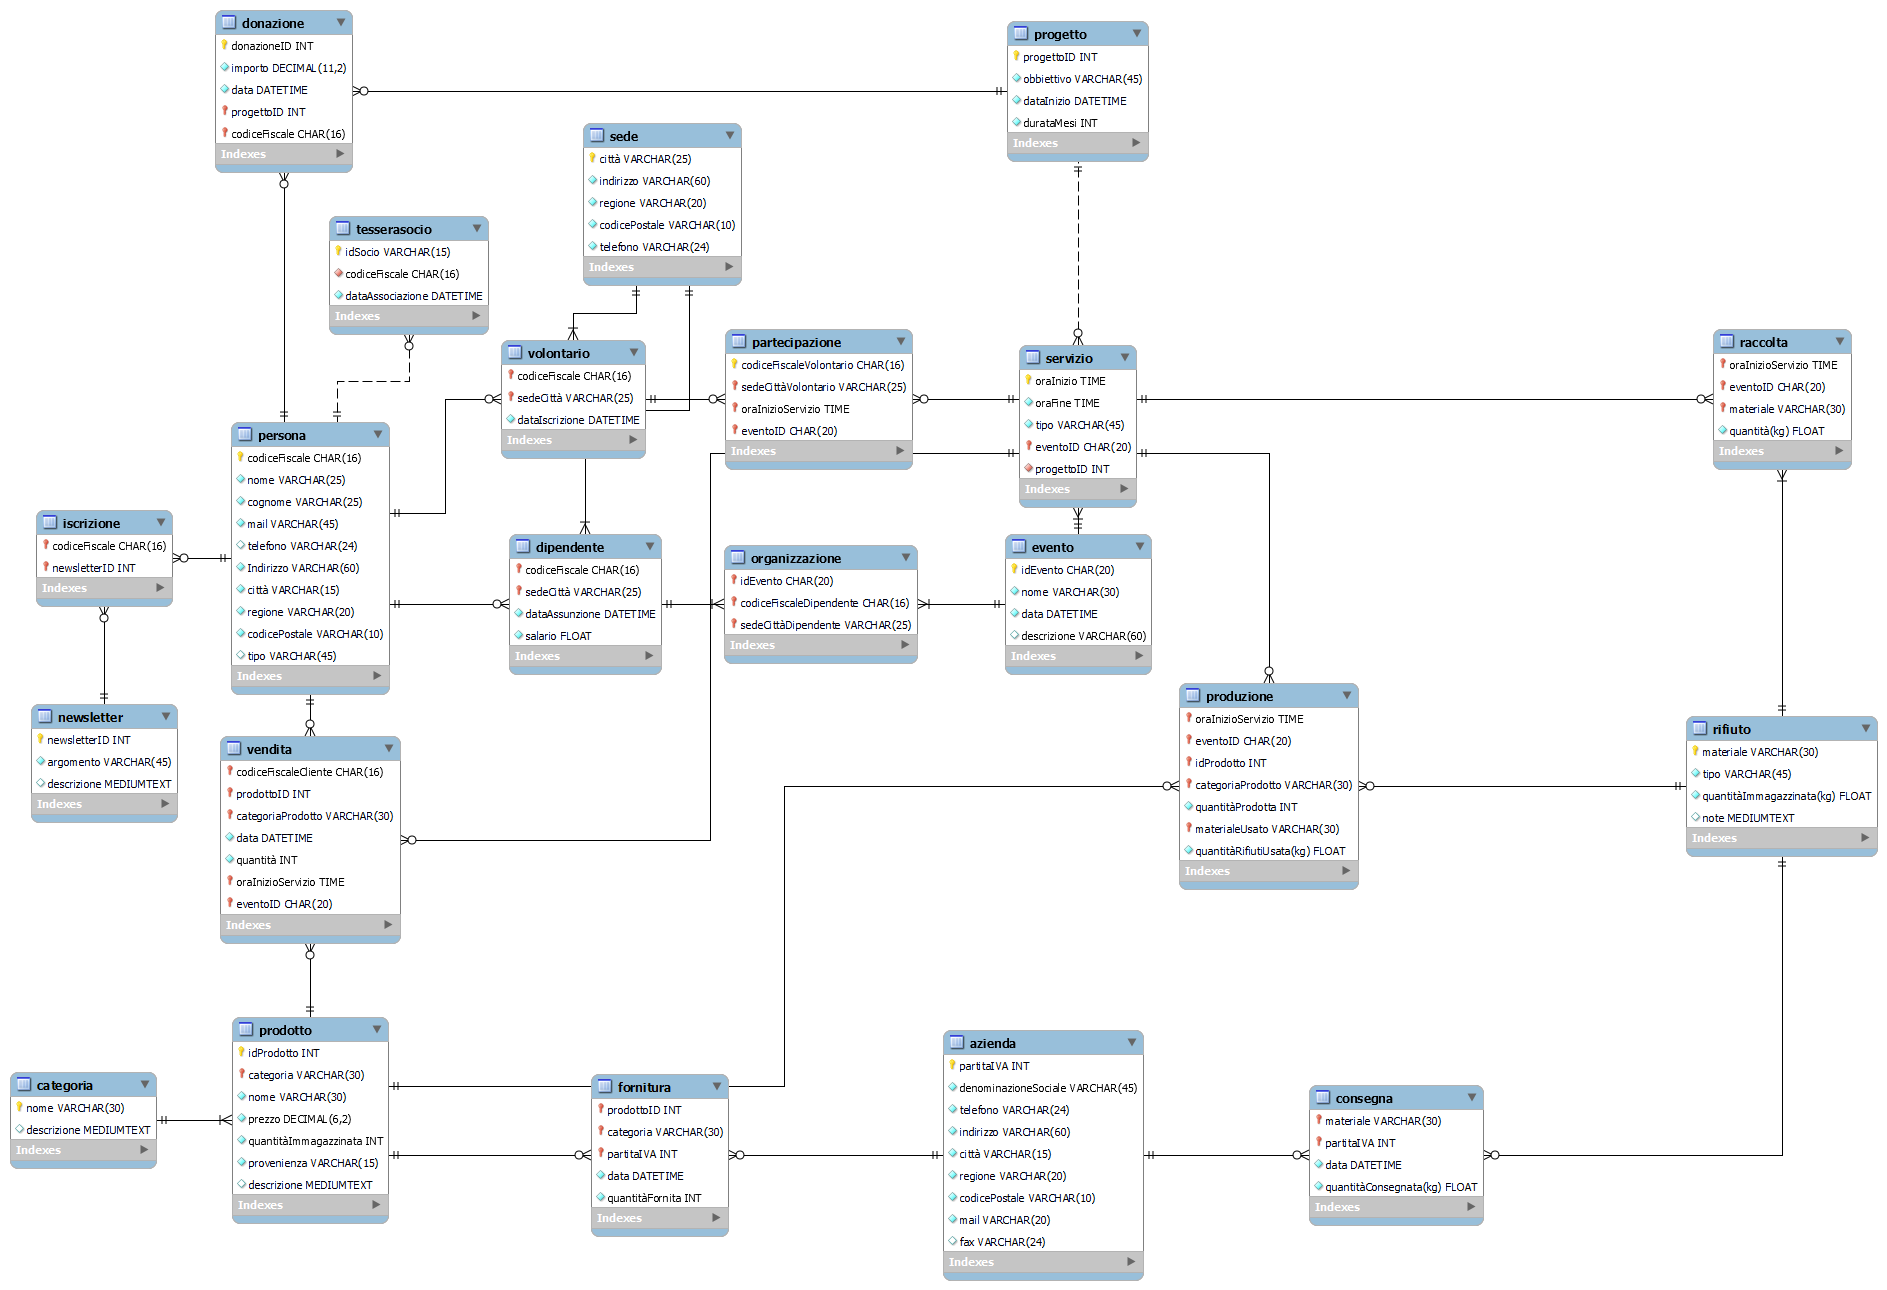 donazione
donazioneID INT
importo DECIMAL(11,2)
data DATETIME
progettoID INT
codiceFiscale CHAR(16)
Indexes
progetto
progettoID INT
obbiettivo VARCHAR(45)
dataInizio DATETIME
durataMesi INT
Indexes
sede
città VARCHAR(25)
indirizzo VARCHAR(60)
regione VARCHAR(20)
codicePostale VARCHAR(10)
telefono VARCHAR(24)
Indexes
tesserasocio
idSocio VARCHAR(15)
codiceFiscale CHAR(16)
dataAssociazione DATETIME
Indexes
volontario
codiceFiscale CHAR(16)
sedeCittà VARCHAR(25)
dataIscrizione DATETIME
Indexes
partecipazione
codiceFiscaleVolontario CHAR(16)
sedeCittàVolontario VARCHAR(25)
oraInizioServizio TIME
eventoID CHAR(20)
Indexes
servizio
oraInizio TIME
oraFine TIME
tipo VARCHAR(45)
eventoID CHAR(20)
progettoID INT
Indexes
raccolta
oraInizioServizio TIME
eventoID CHAR(20)
materiale VARCHAR(30)
quantità(kg) FLOAT
Indexes
persona
codiceFiscale CHAR(16)
nome VARCHAR(25)
cognome VARCHAR(25)
mail VARCHAR(45)
telefono VARCHAR(24)
Indirizzo VARCHAR(60)
città VARCHAR(15)
regione VARCHAR(20)
codicePostale VARCHAR(10)
tipo VARCHAR(45)
Indexes
iscrizione
codiceFiscale CHAR(16)
newsletterID INT
Indexes
dipendente
codiceFiscale CHAR(16)
sedeCittà VARCHAR(25)
dataAssunzione DATETIME
salario FLOAT
Indexes
organizzazione
idEvento CHAR(20)
codiceFiscaleDipendente CHAR(16)
sedeCittàDipendente VARCHAR(25)
Indexes
evento
idEvento CHAR(20)
nome VARCHAR(30)
data DATETIME
descrizione VARCHAR(60)
Indexes
newsletter
newsletterID INT
argomento VARCHAR(45)
descrizione MEDIUMTEXT
Indexes
vendita
codiceFiscaleCliente CHAR(16)
prodottoID INT
categoriaProdotto VARCHAR(30)
data DATETIME
quantità INT
oraInizioServizio TIME
eventoID CHAR(20)
Indexes
produzione
oraInizioServizio TIME
eventoID CHAR(20)
idProdotto INT
categoriaProdotto VARCHAR(30)
quantitàProdotta INT
materialeUsato VARCHAR(30)
quantitàRifiutiUsata(kg) FLOAT
Indexes
rifiuto
materiale VARCHAR(30)
tipo VARCHAR(45)
quantitàImmagazzinata(kg) FLOAT
note MEDIUMTEXT
Indexes
prodotto
idProdotto INT
categoria VARCHAR(30)
nome VARCHAR(30)
prezzo DECIMAL(6,2)
quantitàImmagazzinata INT
provenienza VARCHAR(15)
descrizione MEDIUMTEXT
Indexes
categoria
nome VARCHAR(30)
descrizione MEDIUMTEXT
Indexes
fornitura
prodottoID INT
categoria VARCHAR(30)
partitaIVA INT
data DATETIME
quantitàFornita INT
Indexes
azienda
partitaIVA INT
denominazioneSociale VARCHAR(45)
telefono VARCHAR(24)
indirizzo VARCHAR(60)
città VARCHAR(15)
regione VARCHAR(20)
codicePostale VARCHAR(10)
mail VARCHAR(20)
fax VARCHAR(24)
Indexes
consegna
materiale VARCHAR(30)
partitaIVA INT
data DATETIME
quantitàConsegnata(kg) FLOAT
Indexes